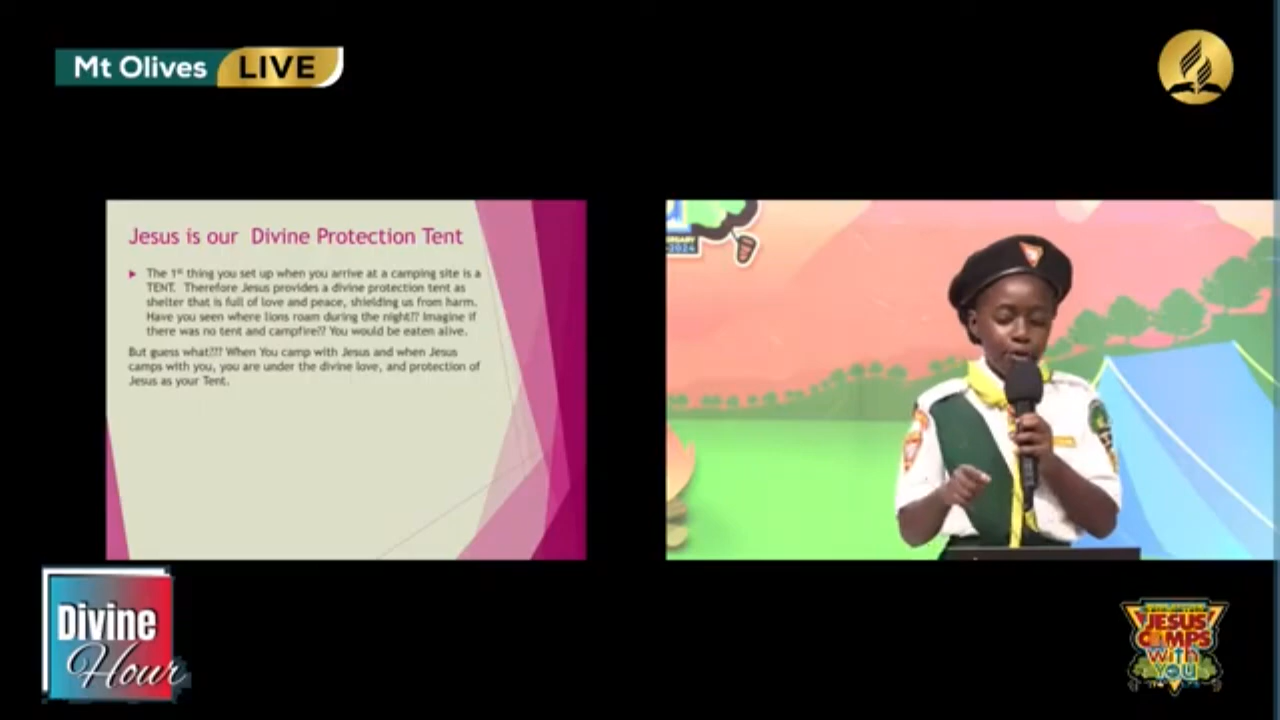 Mt Olives LIVE
Jesus is our Divine Protection Tent
The 1st thing you set up when you arrive at a camping site is a
TENT. Therefore Jesus provides a divine protection tent as
shelter that is full of love and peace, shielding us from harm.
Have you seen where lions roam during the night?? Imagine if
there was no tent and campfire?? You would be eaten alive.
But guess what??? When You camp with Jesus and when Jesus
camps with you, you are under the divine love, and protection of
Jesus as your Tent.
Divine
Hour
JESUS
CAMPS
with
YOU